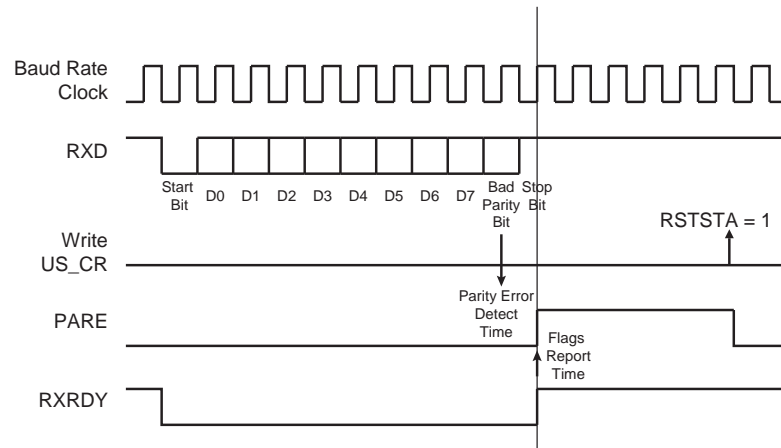 Baud Rate
Clock
RXD
Start
Bit
D0 D1 D2 D3 D4 D5 D6 D7
Bad
Parity
Bit
Stop
Bit
Write
US_CR
RSTSTA = 1
Parity Error
Detect
Time
PARE
Flags
Report
Time
RXRDY